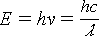 E = hν = hc/λ